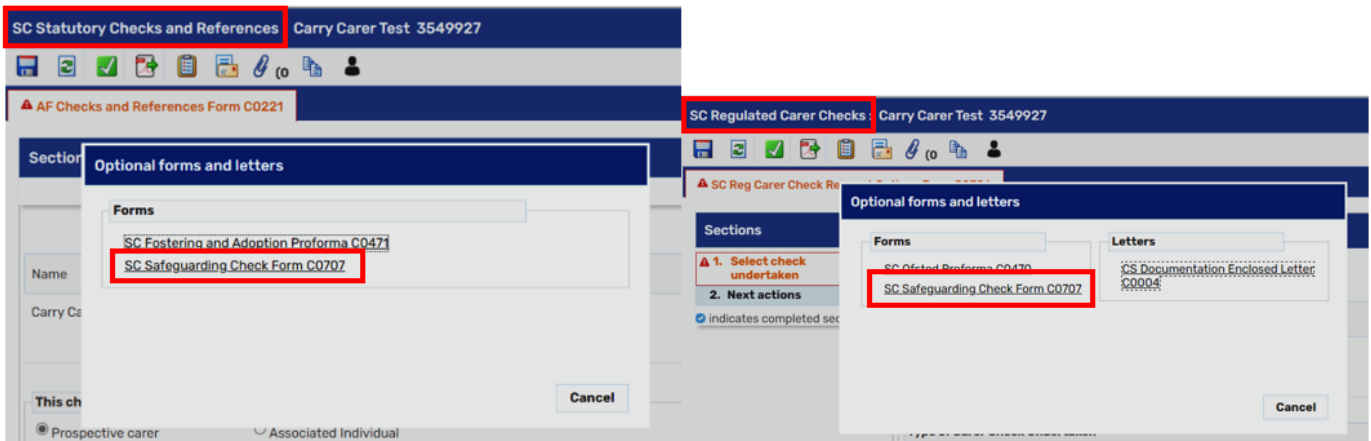 SC Statutory Checks and References Carry Carer Test 3549927
(0
AF Checks and References Form C0221
Section
Optional forms and letters
Forms
SC Fostering and Adoption Proforma C0471
SC Safeguarding Check Form C0707
Name
Carry Ca
Cancel
This ch
Prospective carer Associated Individual
SC Regulated Carer Checks : Carry Carer Test 3549927
(0
SC Reg Carer Check Re
Optional forms and letters
Sections
Forms
Letters
1. Select check
undertaken
SC Ofsted Proforma C0470
CS Documentation Enclosed Letter
C0004
SC Safeguarding Check Form C0707
2. Next actions
indicates completed sec
Cancel